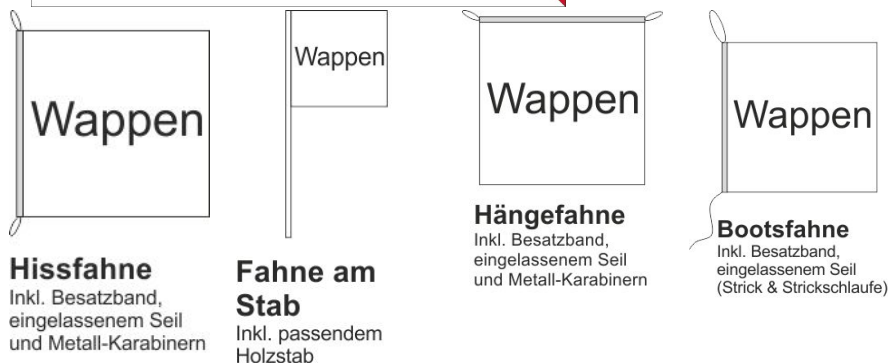 Wappen
Hissfahne
Inkl. Besatzband,
eingelassenem Seil
und Metall-Karabinern
Wappen
Fahne am
Stab
Inkl. passendem
Holzstab
Wappen
Hängefahne
Inkl. Besatzband,
eingelassenem Seil
und Metall-Karabinern
Wappen
Bootsfahne
Inkl. Besatzband,
eingelassenem Seil
(Strick & Strickschlaufe)